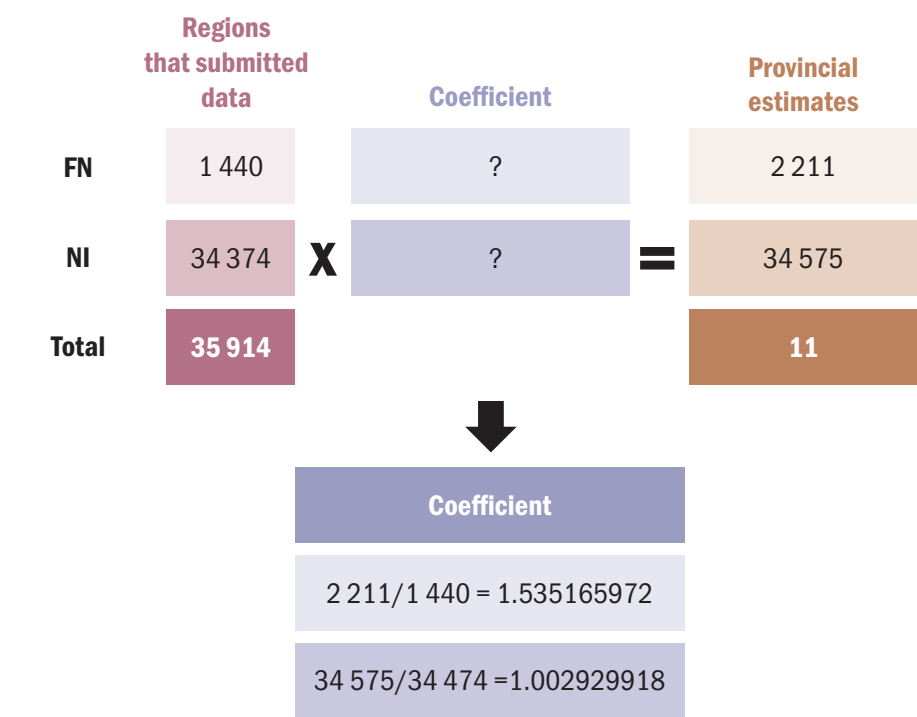 Regions
that submitted
data
Coefficient
Provincial
estimates
FN
1 440
?
2 211
NI
34 374
X
?
=
34 575
Total
35 914
11
Coefficient
2 211/1 440 = 1.535165972
34 575/34 474 =1.002929918